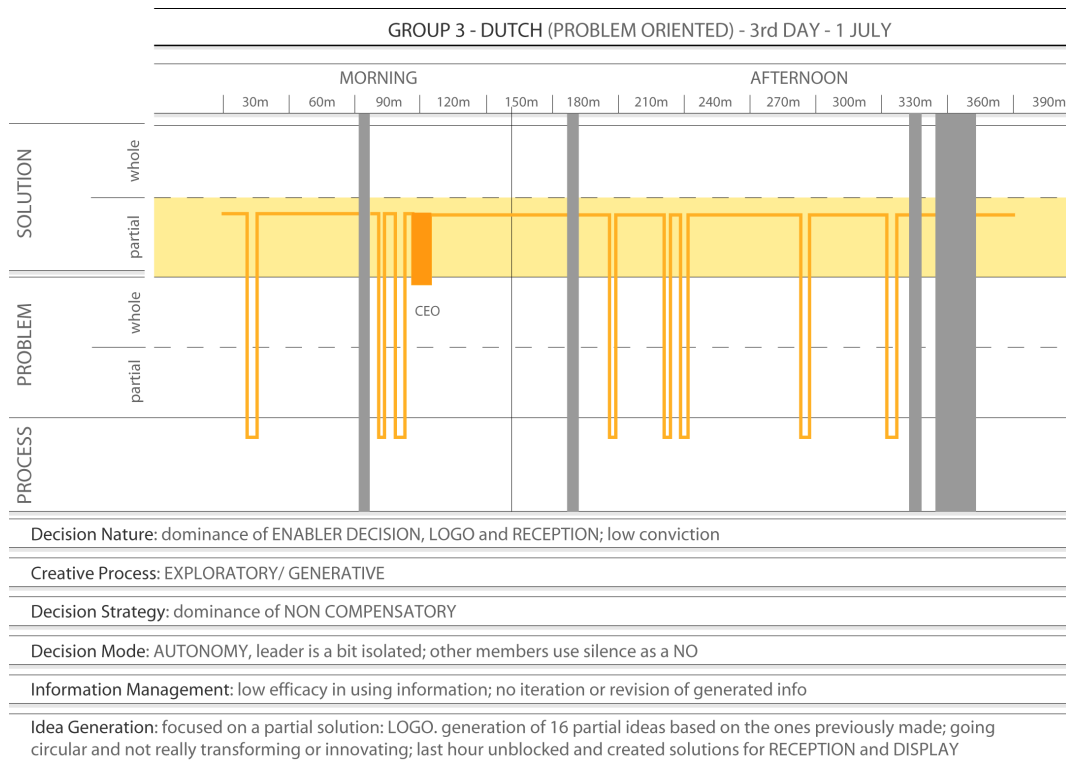 GROUP 3 - DUTCH (PROBLEM ORIENTED) - 3rd DAY - 1 JULY
MORNING AFTERNOON
30m 60m 90m 120m 150m 180m 210m 240m 270m 300m 330m 360m 390m
SOLUTION
whole
partial
PROBLEM
whole
partial
CEO
PROCESS
Decision Nature: dominance of ENABLER DECISION, LOGO and RECEPTION; low conviction
Creative Process: EXPLORATORY/ GENERATIVE
Decision Strategy: dominance of NON COMPENSATORY
Decision Mode: AUTONOMY, leader is a bit isolated; other members use silence as a NO
Information Management: low efficacy in using information; no iteration or revision of generated info
Idea Generation: focused on a partial solution: LOGO. generation of 16 partial ideas based on the ones previously made; going
circular and not really transforming or innovating; last hour unblocked and created solutions for RECEPTION and DISPLAY